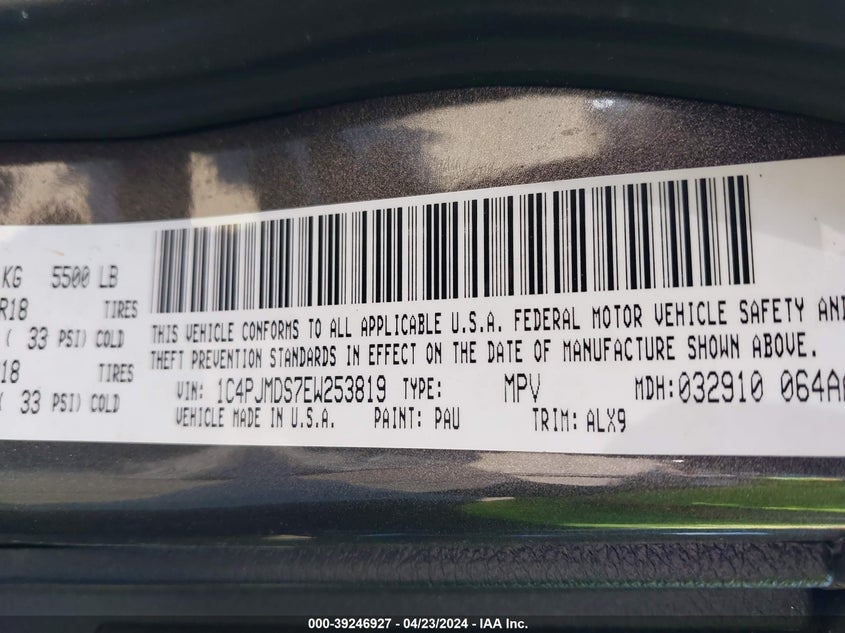 KG 5500 LB
R18 TIRES
( 33 PSI) COLD
18 TIRES
( 33 PSI) COLD
THIS VEHICLE CONFORMS TO ALL APPLICABLE U.S.A. FEDERAL MOTOR VEHICLE SAFETY AND
THEFT PREVENTION STANDARDS IN EFFECT ON THE DATE OF MANUFACTURE SHOWN ABOVE.
VIN: 1C4PJMDS7EW253819 TYPE: MPV MDH: 032910 064A
VEHICLE MADE IN U.S.A. PAINT: PAU TRIM: ALX9
000-39246927 - 04/23/2024 - IAA Inc.